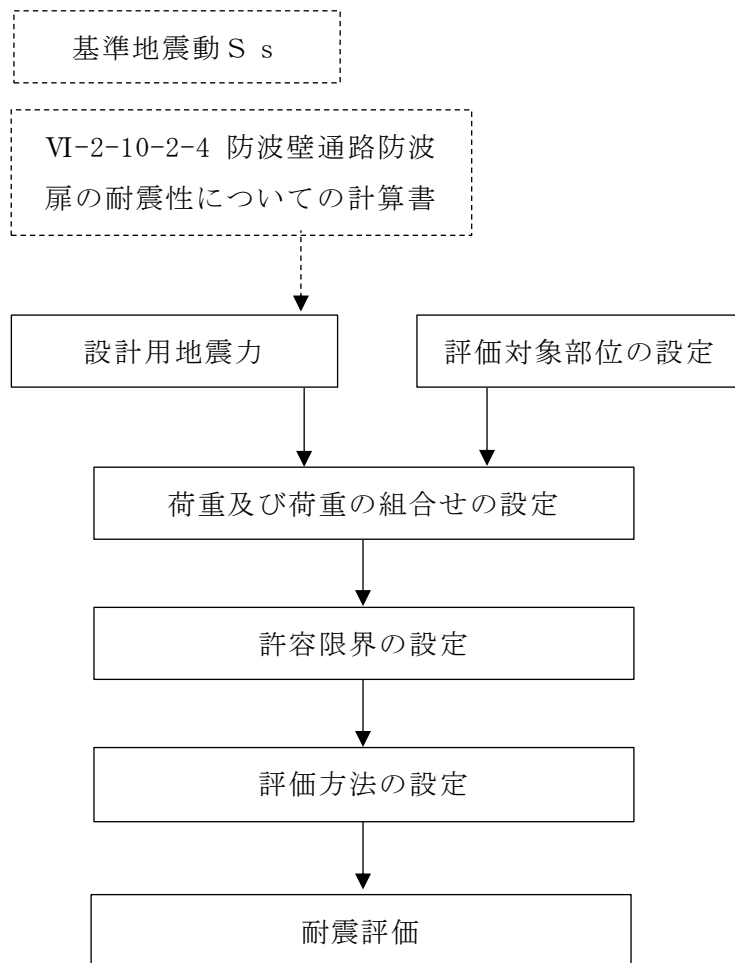 基準地震動Ｓｓ
Ⅵ-2-10-2-4 防波壁通路防波
扉の耐震性についての計算書
設計用地震力
評価対象部位の設定
荷重及び荷重の組合せの設定
許容限界の設定
評価方法の設定
耐震評価